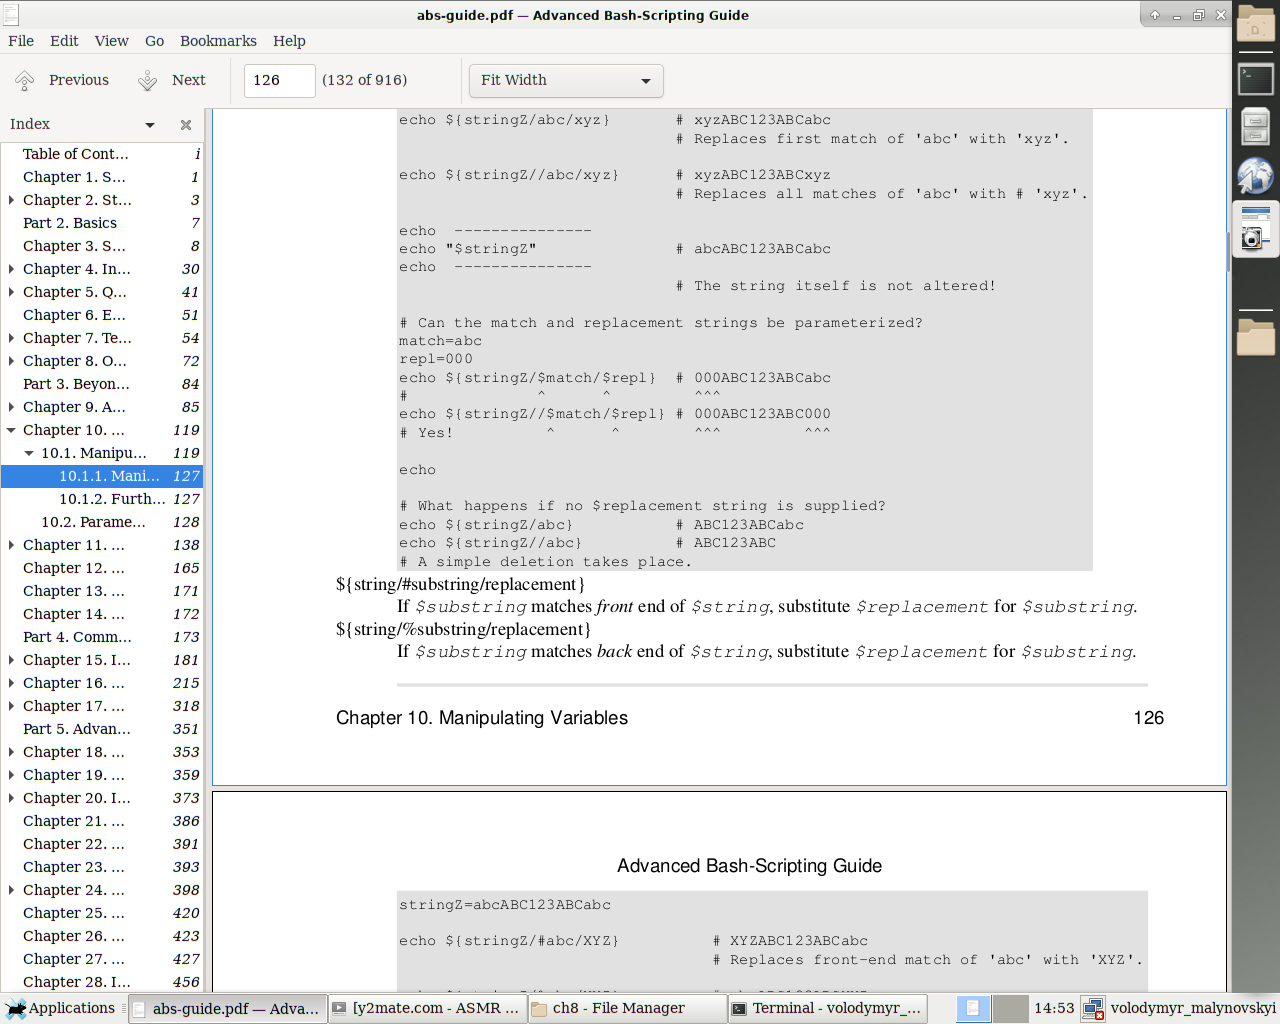 abs-guide.pdf — Advanced Bash-Scripting Guide
File Edit View Go Bookmarks Help
Previous Next 126 (132 of 916) Fit Width
Index
Table of Cont... i
Chapter 1. S... 1
Chapter 2. St... 3
Part 2. Basics 7
Chapter 3. S... 8
Chapter 4. In... 30
Chapter 5. Q... 41
Chapter 6. E... 51
Chapter 7. Te... 54
Chapter 8. O... 72
Part 3. Beyon... 84
Chapter 9. A... 85
Chapter 10. ... 119
10.1. Manipu... 119
10.1.1. Mani... 127
10.1.2. Furth... 127
10.2. Parame... 128
Chapter 11. ... 138
Chapter 12. ... 165
Chapter 13. ... 171
Chapter 14. ... 172
Part 4. Comm... 173
Chapter 15. I... 181
Chapter 16. ... 215
Chapter 17. ... 318
Part 5. Advan... 351
Chapter 18. ... 353
Chapter 19. ... 359
Chapter 20. I... 373
Chapter 21. ... 386
Chapter 22. ... 391
Chapter 23. ... 393
Chapter 24. ... 398
Chapter 25. ... 420
Chapter 26. ... 423
Chapter 27. ... 427
Chapter 28. I... 456
echo ${stringZ/abc/xyz} # xyzABC123ABCabc
# Replaces first match of 'abc' with 'xyz'.
echo ${stringZ//abc/xyz} # xyzABC123ABCxyz
# Replaces all matches of 'abc' with # 'xyz'.
echo ---------------
echo "$stringZ" # abcABC123ABCabc
echo ---------------
# The string itself is not altered!
# Can the match and replacement strings be parameterized?
match=abc
repl=000
echo ${stringZ/$match/$repl} # 000ABC123ABCabc
# ^ ^ ^^^
echo ${stringZ//$match/$repl} # 000ABC123ABC000
# Yes! ^ ^ ^^^ ^^^
echo
# What happens if no $replacement string is supplied?
echo ${stringZ/abc} # ABC123ABCabc
echo ${stringZ//abc} # ABC123ABC
# A simple deletion takes place.
${string/#substring/replacement}
If $substring matches front end of $string, substitute $replacement for $substring.
${string/%substring/replacement}
If $substring matches back end of $string, substitute $replacement for $substring.
Chapter 10. Manipulating Variables 126
Advanced Bash-Scripting Guide
stringZ=abcABC123ABCabc
echo ${stringZ/#abc/XYZ} # XYZABC123ABCabc
# Replaces front-end match of 'abc' with 'XYZ'.
Applications abs-guide.pdf — Adva... [y2mate.com - ASMR ... ch8 - File Manager Terminal - volodymyr_... 14:53 volodymyr_malynovskyi